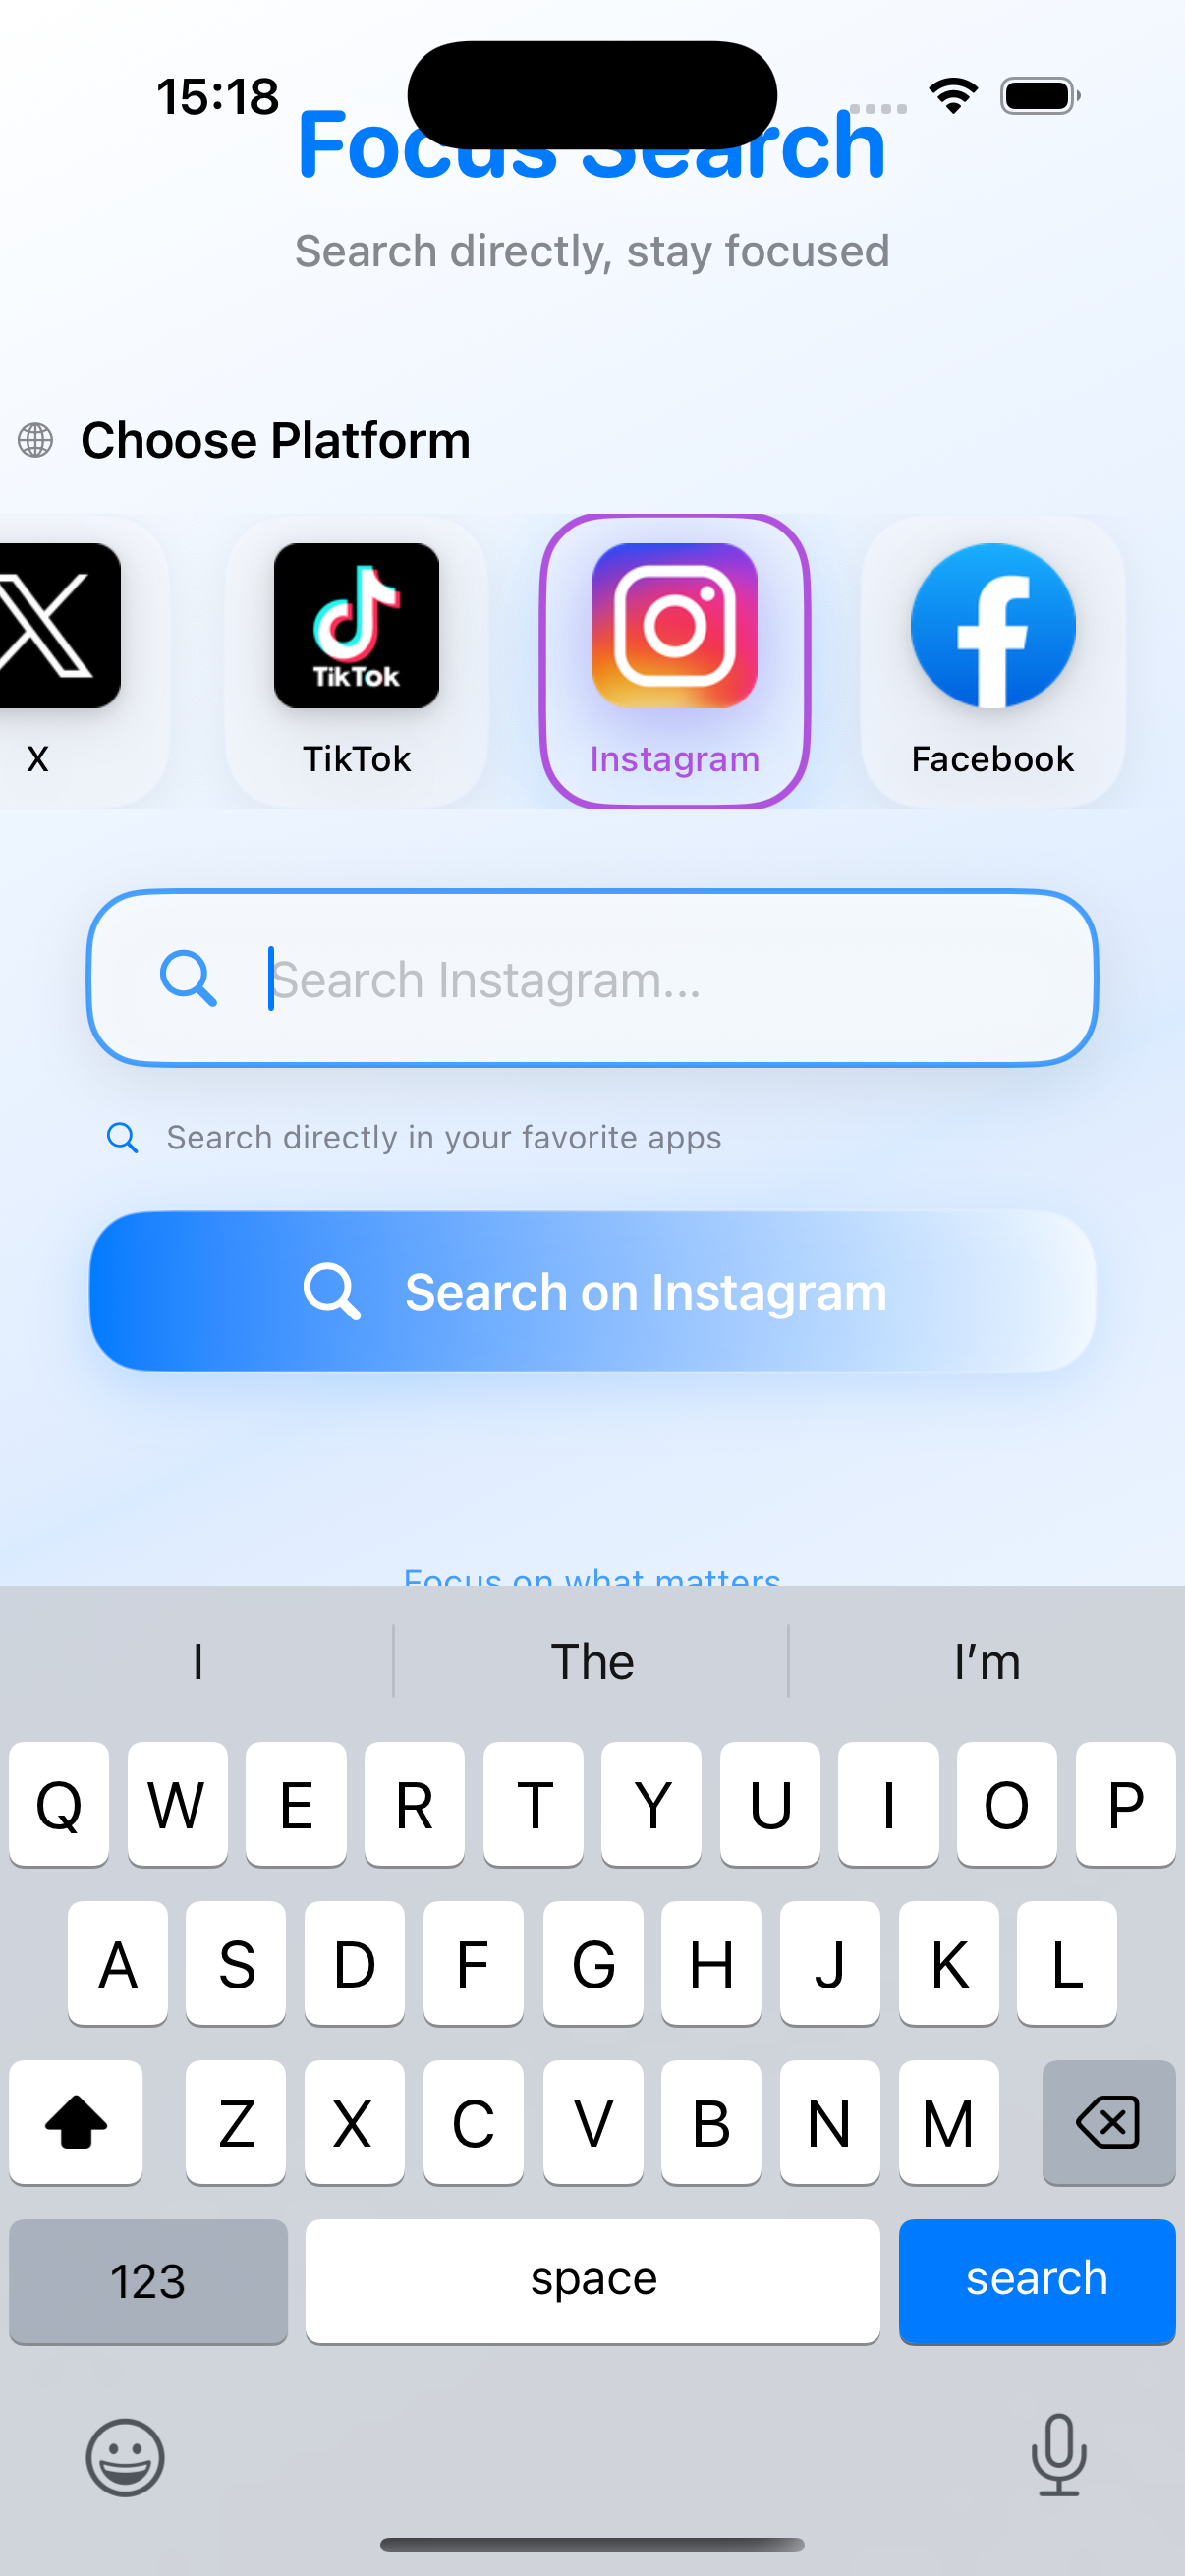 15:18
Focus Search
Search directly, stay focused
Choose Platform
TikTok
X
TikTok
Instagram
Facebook
Search Instagram...
Search directly in your favorite apps
Search on Instagram
Focus on what matters
I The I'm
Q W E R T Y U I O P
A S D F G H J K L
Z X C V B N M
123 space search